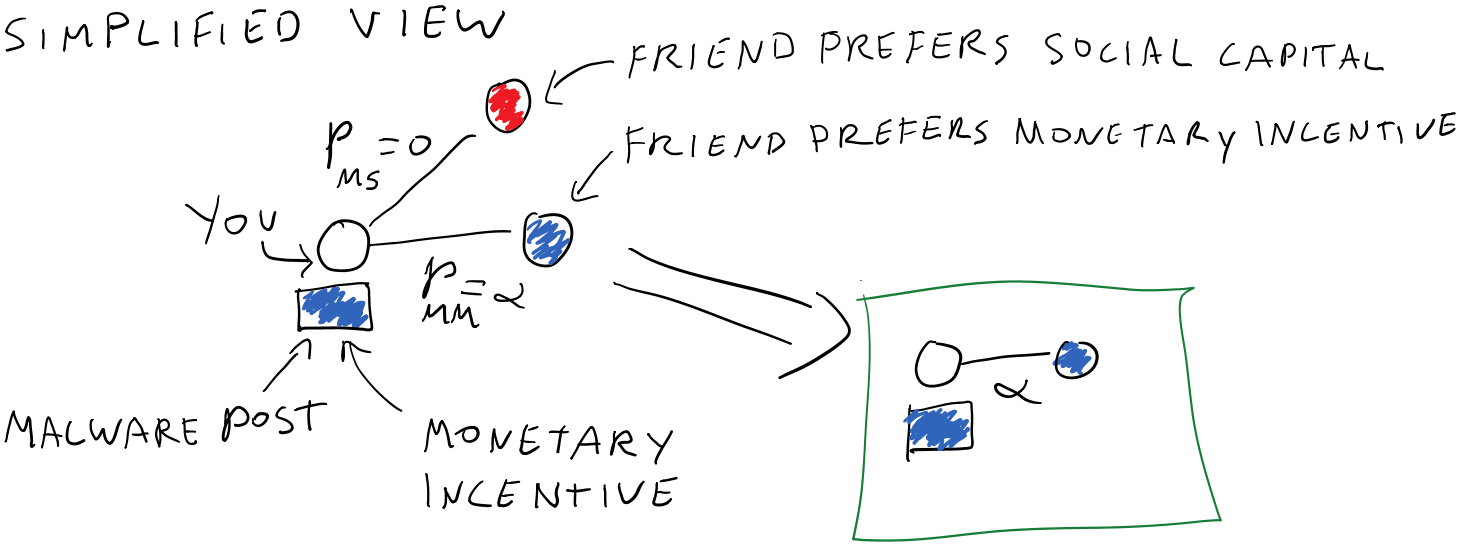 SIMPLIFIED VIEW
FRIEND PREFERS SOCIAL CAPITAL
FRIEND PREFERS MONETARY INCENTIVE
P_MS = 0
YOU
P_MM = α
α
MALWARE POST
MONETARY
INCENTIVE